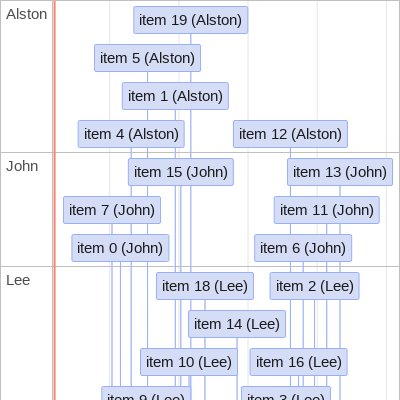 Alston
item 19 (Alston)
item 5 (Alston)
item 1 (Alston)
item 4 (Alston)
item 12 (Alston)
John
item 15 (John)
item 13 (John)
item 7 (John)
item 11 (John)
item 0 (John)
item 6 (John)
Lee
item 18 (Lee)
item 2 (Lee)
item 14 (Lee)
item 10 (Lee)
item 16 (Lee)
item 9 (Lee)
item 3 (Lee)